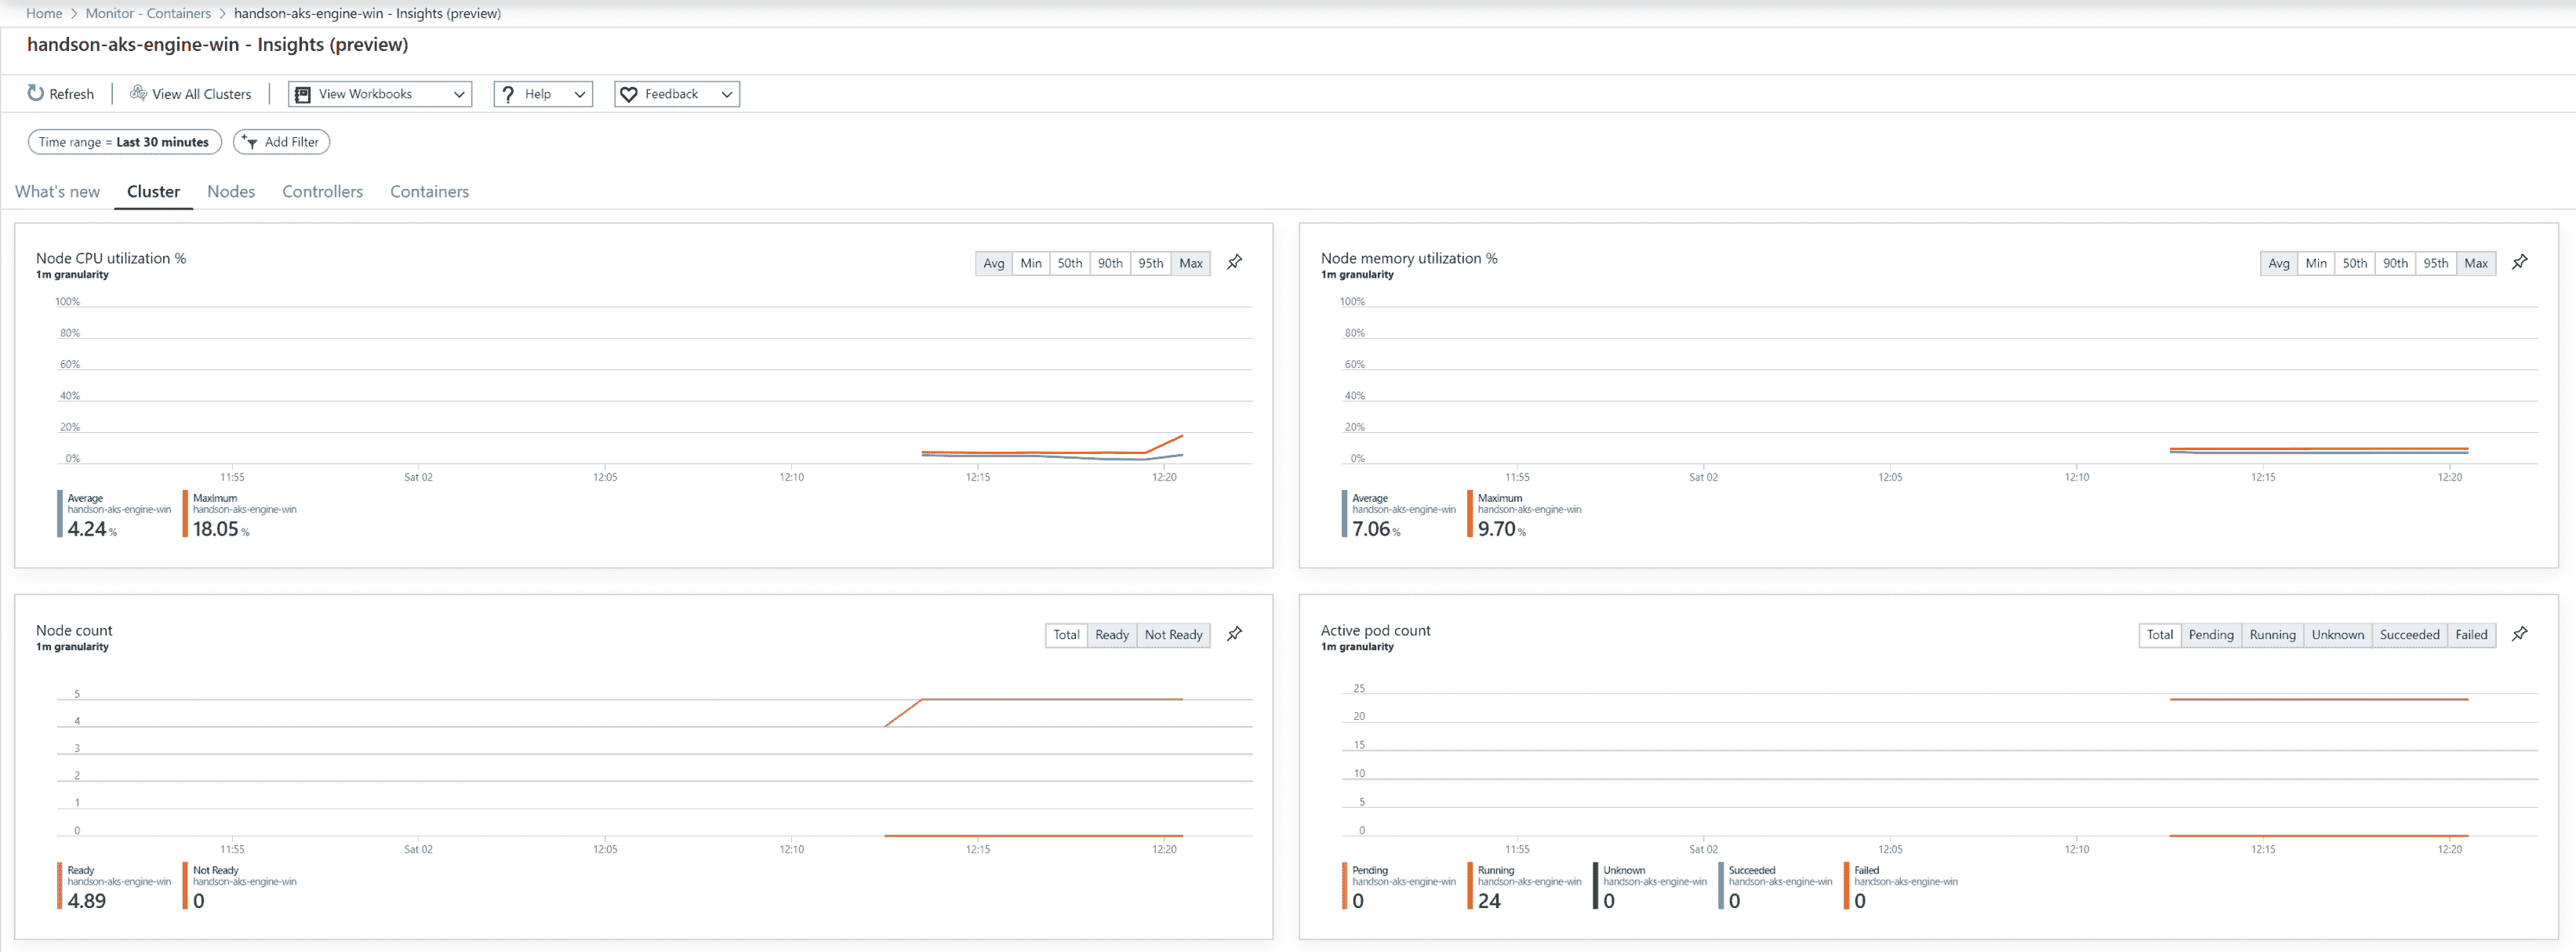 Home > Monitor - Containers > handson-aks-engine-win - Insights (preview)
handson-aks-engine-win - Insights (preview)
Refresh View All Clusters View Workbooks ? Help Feedback
Time range = Last 30 minutes Add Filter
What's new Cluster Nodes Controllers Containers
Node CPU utilization %
1m granularity
Avg Min 50th 90th 95th Max
100%
80%
60%
40%
20%
0%
11:55 Sat 02 12:05 12:10 12:15 12:20
Average Maximum
handson-aks-engine-win handson-aks-engine-win
4.24 % 18.05 %
Node memory utilization %
1m granularity
Avg Min 50th 90th 95th Max
100%
80%
60%
40%
20%
0%
11:55 Sat 02 12:05 12:10 12:15 12:20
Average Maximum
handson-aks-engine-win handson-aks-engine-win
7.06 % 9.70 %
Node count
1m granularity
Total Ready Not Ready
5
4
3
2
1
0
11:55 Sat 02 12:05 12:10 12:15 12:20
Ready Not Ready
handson-aks-engine-win handson-aks-engine-win
4.89 0
Active pod count
1m granularity
Total Pending Running Unknown Succeeded Failed
25
20
15
10
5
0
11:55 Sat 02 12:05 12:10 12:15 12:20
Pending Running Unknown Succeeded Failed
handson-aks-engine-win handson-aks-engine-win handson-aks-engine-win handson-aks-engine-win handson-aks-engine-win
0 24 0 0 0